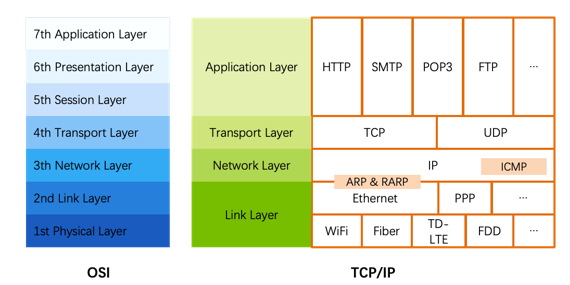 7th Application Layer
6th Presentation Layer
5th Session Layer
4th Transport Layer
3th Network Layer
2nd Link Layer
1st Physical Layer
OSI
Application Layer
HTTP
SMTP
POP3
FTP
...
Transport Layer
TCP
UDP
Network Layer
IP
ICMP
ARP & RARP
Link Layer
Ethernet
PPP
...
WiFi
Fiber
TD-
LTE
FDD
...
TCP/IP